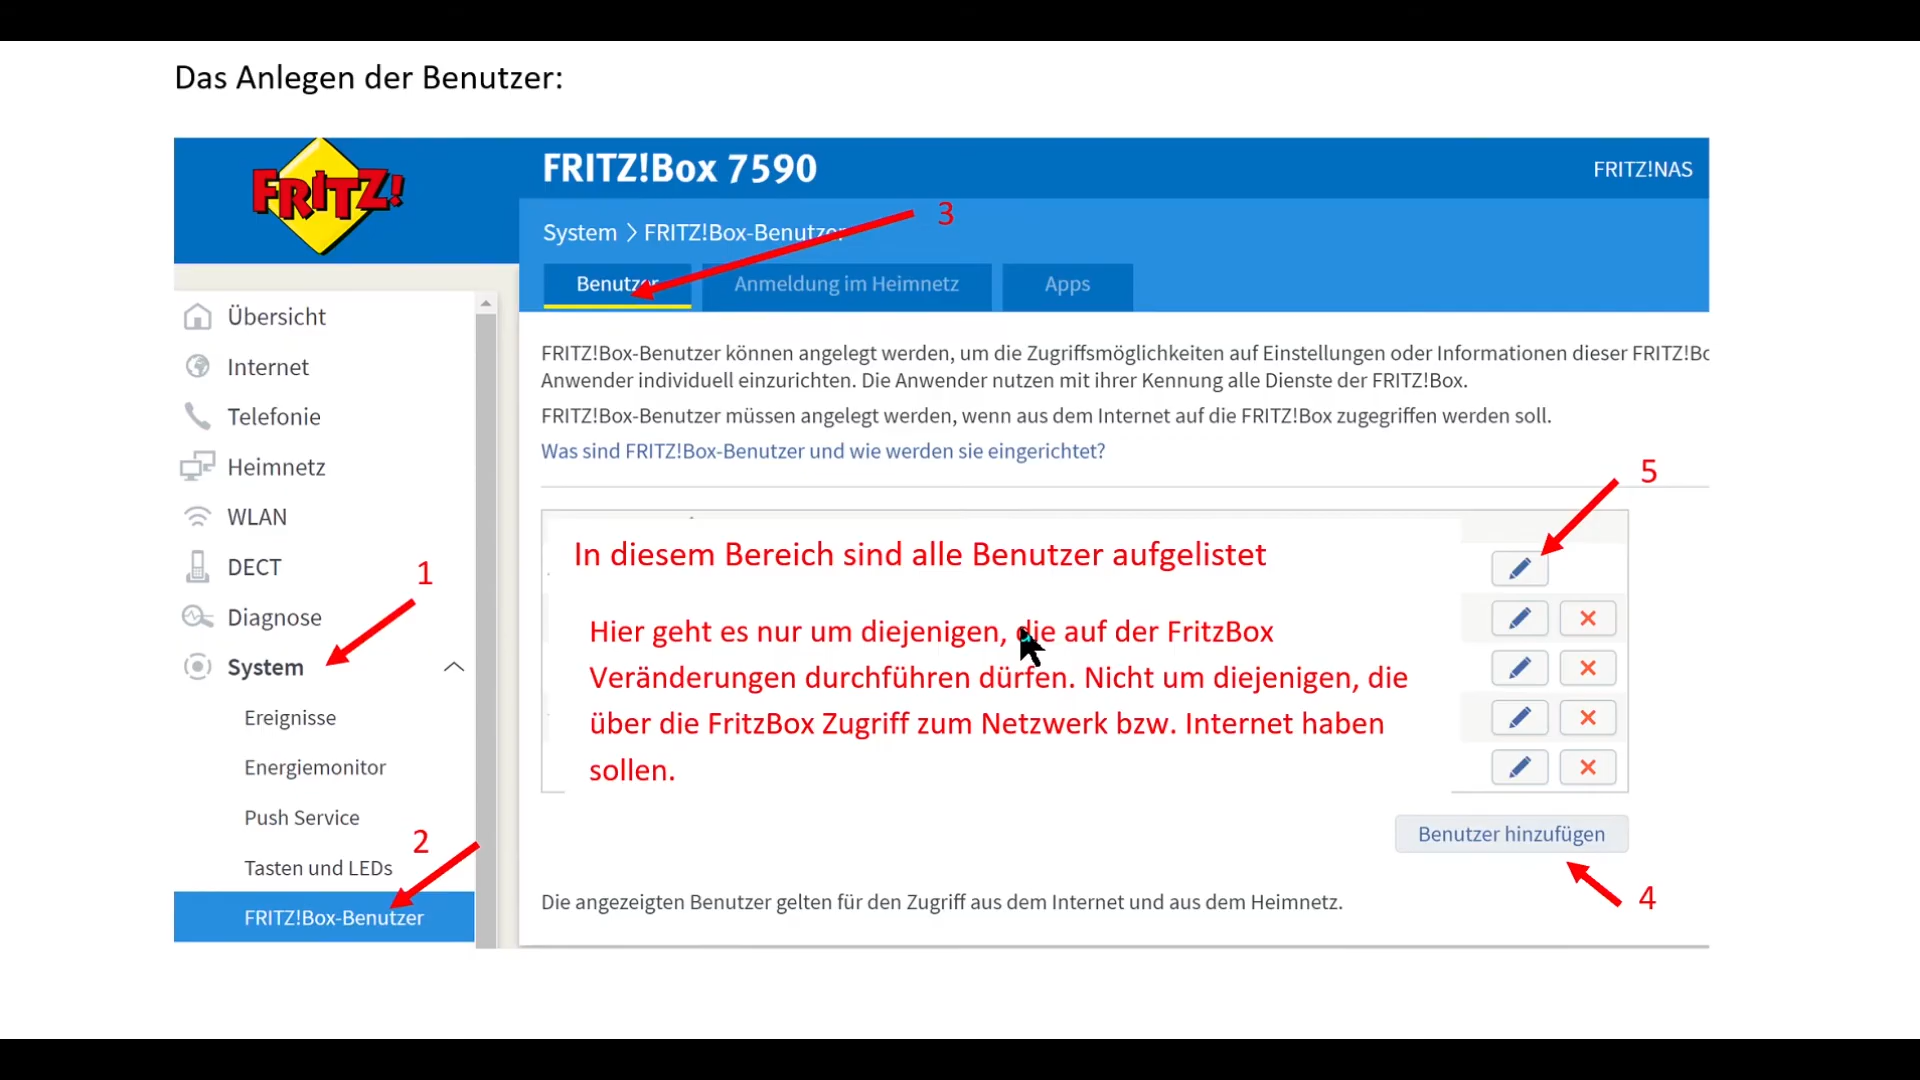 Das Anlegen der Benutzer:
FRITZ!
FRITZ!Box 7590
FRITZ!NAS
System > FRITZ!Box-Benutzer
3
Benutzer
Anmeldung im Heimnetz
Apps
Übersicht
Internet
Telefonie
Heimnetz
WLAN
DECT
Diagnose
1
System
Ereignisse
Energiemonitor
Push Service
2
Tasten und LEDs
FRITZ!Box-Benutzer
FRITZ!Box-Benutzer können angelegt werden, um die Zugriffsmöglichkeiten auf Einstellungen oder Informationen dieser FRITZ!Bo
Anwender individuell einzurichten. Die Anwender nutzen mit ihrer Kennung alle Dienste der FRITZ!Box.
FRITZ!Box-Benutzer müssen angelegt werden, wenn aus dem Internet auf die FRITZ!Box zugegriffen werden soll.
Was sind FRITZ!Box-Benutzer und wie werden sie eingerichtet?
5
In diesem Bereich sind alle Benutzer aufgelistet
Hier geht es nur um diejenigen, die auf der FritzBox
Veränderungen durchführen dürfen. Nicht um diejenigen, die
über die FritzBox Zugriff zum Netzwerk bzw. Internet haben
sollen.
Benutzer hinzufügen
4
Die angezeigten Benutzer gelten für den Zugriff aus dem Internet und aus dem Heimnetz.